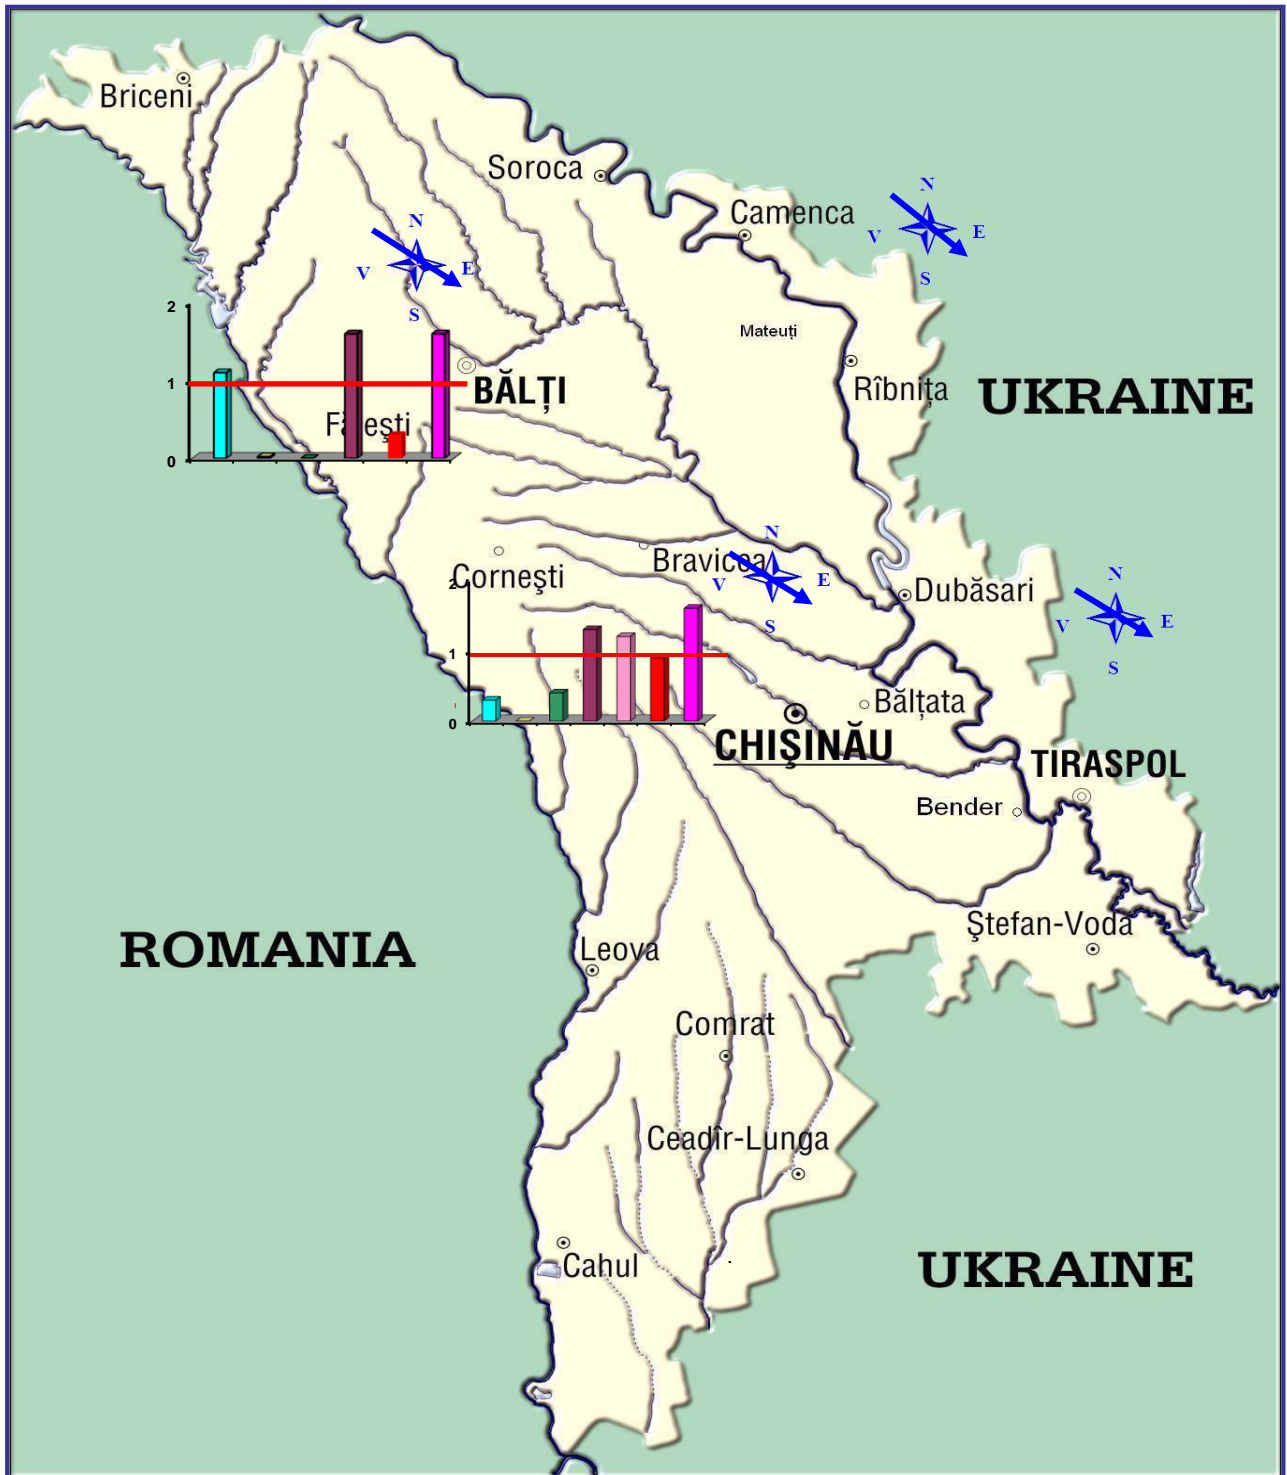 Briceni
Soroca
N
V
E
S
Camenca
N
V
E
S
2
1
0
Mateuți
BĂLȚI
Rîbnița
UKRAINE
Fălești
Cornești
Bravicea
N
V
E
S
Dubăsari
N
V
E
S
2
1
0
Bălțata
CHIȘINĂU
TIRASPOL
Bender
ROMANIA
Leova
Ștefan-Vodă
Comrat
Ceadîr-Lunga
Cahul
UKRAINE